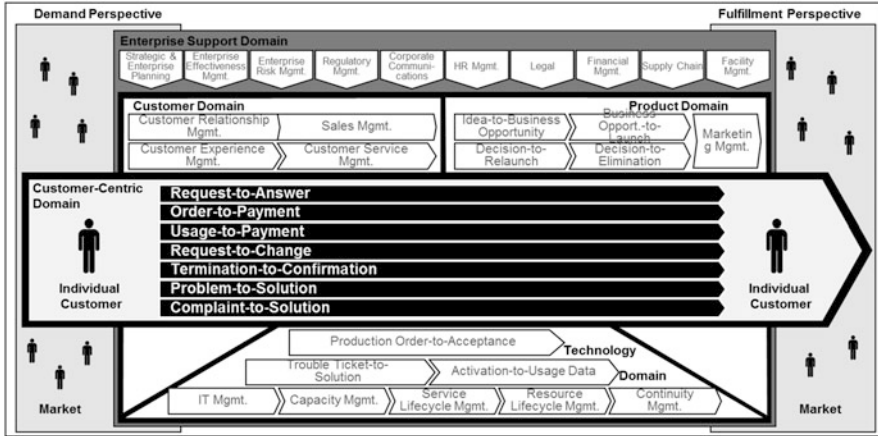 Demand Perspective
Fulfillment Perspective
Enterprise Support Domain
Strategic &
Enterprise
Planning
Enterprise
Effectiveness
Mgmt.
Enterprise
Risk Mgmt.
Regulatory
Mgmt.
Corporate
Communi-
cations
HR Mgmt.
Legal
Financial
Mgmt.
Supply Chain
Facility
Mgmt.
Customer Domain
Customer Relationship
Mgmt.
Sales Mgmt.
Customer Experience
Mgmt.
Customer Service
Mgmt.
Product Domain
Idea-to-Business
Opportunity
Business
Opport.-to-
Launch
Decision-to-
Relaunch
Decision-to-
Elimination
Marketin
g Mgmt.
Customer-Centric
Domain
Individual
Customer
Request-to-Answer
Order-to-Payment
Usage-to-Payment
Request-to-Change
Termination-to-Confirmation
Problem-to-Solution
Complaint-to-Solution
Individual
Customer
Production Order-to-Acceptance
Technology
Trouble Ticket-to-
Solution
Activation-to-Usage Data
Domain
IT Mgmt.
Capacity Mgmt.
Service
Lifecycle Mgmt.
Resource
Lifecycle Mgmt.
Continuity
Mgmt.
Market
Market